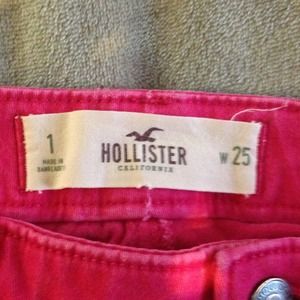 1
MADE IN
BANGLADESH
HOLLISTER
CALIFORNIA
W 25